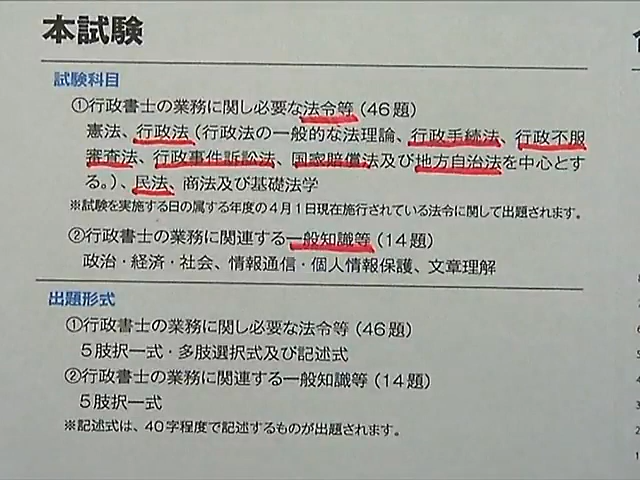 本試験
試験科目
①行政書士の業務に関し必要な法令等（46題）
憲法、行政法（行政法の一般的な法理論、行政手続法、行政不服
審査法、行政事件訴訟法、国家賠償法及び地方自治法を中心とす
る。）、民法、商法及び基礎法学
※試験を実施する日の属する年度の4月1日現在施行されている法令に関して出題されます。
②行政書士の業務に関連する一般知識等（14題）
政治・経済・社会、情報通信・個人情報保護、文章理解
出題形式
①行政書士の業務に関し必要な法令等（46題）
5肢択一式・多肢選択式及び記述式
②行政書士の業務に関連する一般知識等（14題）
5肢択一式
※記述式は、40字程度で記述するものが出題されます。